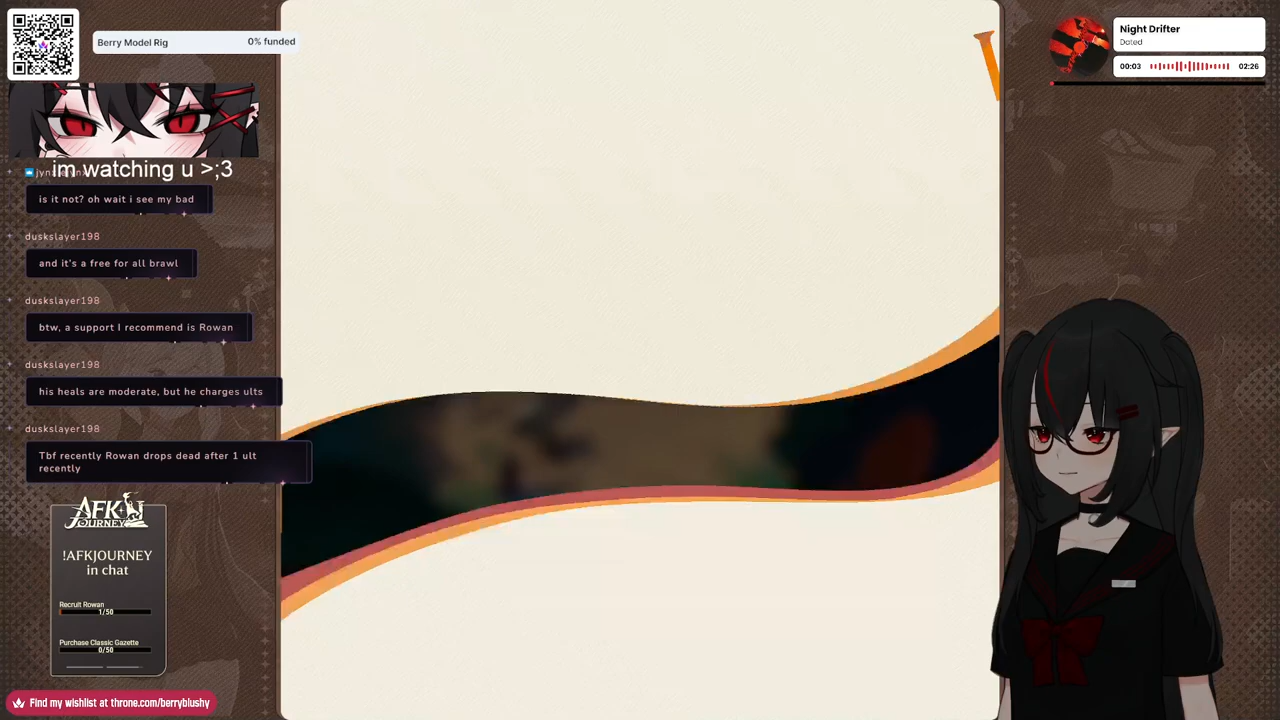 Berry Model Rig
0% funded
im watching u >;3
is it not? oh wait i see my bad
duskslayer198
and it's a free for all brawl
duskslayer198
btw, a support I recommend is Rowan
duskslayer198
his heals are moderate, but he charges ults
duskslayer198
Tbf recently Rowan drops dead after 1 ult
recently
AFK
JOURNEY
!AFKJOURNEY
in chat
Recruit Rowan
1/50
Purchase Classic Gazette
0/50
Find my wishlist at throne.com/berryblushy
Night Drifter
Dated
00:03
02:26